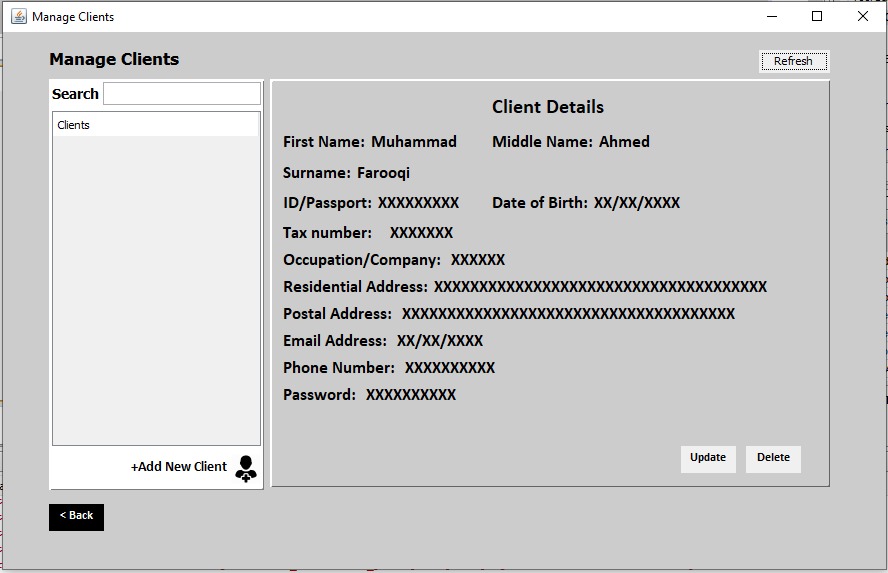 Manage Clients
Manage Clients
Refresh
Search
Clients
+Add New Client
< Back
Client Details
First Name: Muhammad Middle Name: Ahmed
Surname: Farooqi
ID/Passport: XXXXXXXXX Date of Birth: XX/XX/XXXX
Tax number: XXXXXXX
Occupation/Company: XXXXXX
Residential Address: XXXXXXXXXXXXXXXXXXXXXXXXXXXXXXXXXXXXX
Postal Address: XXXXXXXXXXXXXXXXXXXXXXXXXXXXXXXXXXXXX
Email Address: XX/XX/XXXX
Phone Number: XXXXXXXXXX
Password: XXXXXXXXXX
Update Delete